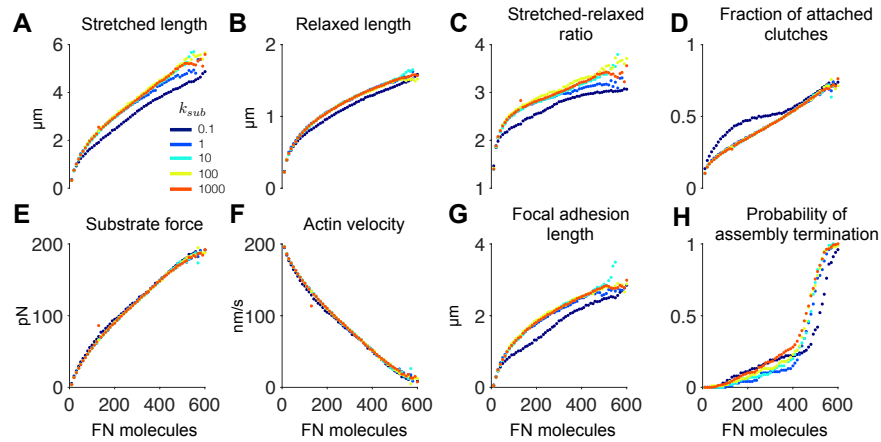 A
Stretched length
6
4
2
0
μm
k_sub
0.1
1
10
100
1000
B
Relaxed length
2
1
0
μm
C
Stretched-relaxed
ratio
4
3
2
1
D
Fraction of attached
clutches
1
0.5
0
E
Substrate force
200
100
0
pN
0
200
400
600
FN molecules
F
Actin velocity
200
100
0
nm/s
0
200
400
600
FN molecules
G
Focal adhesion
length
4
2
0
μm
0
200
400
600
FN molecules
H
Probability of
assembly termination
1
0.5
0
0
200
400
600
FN molecules